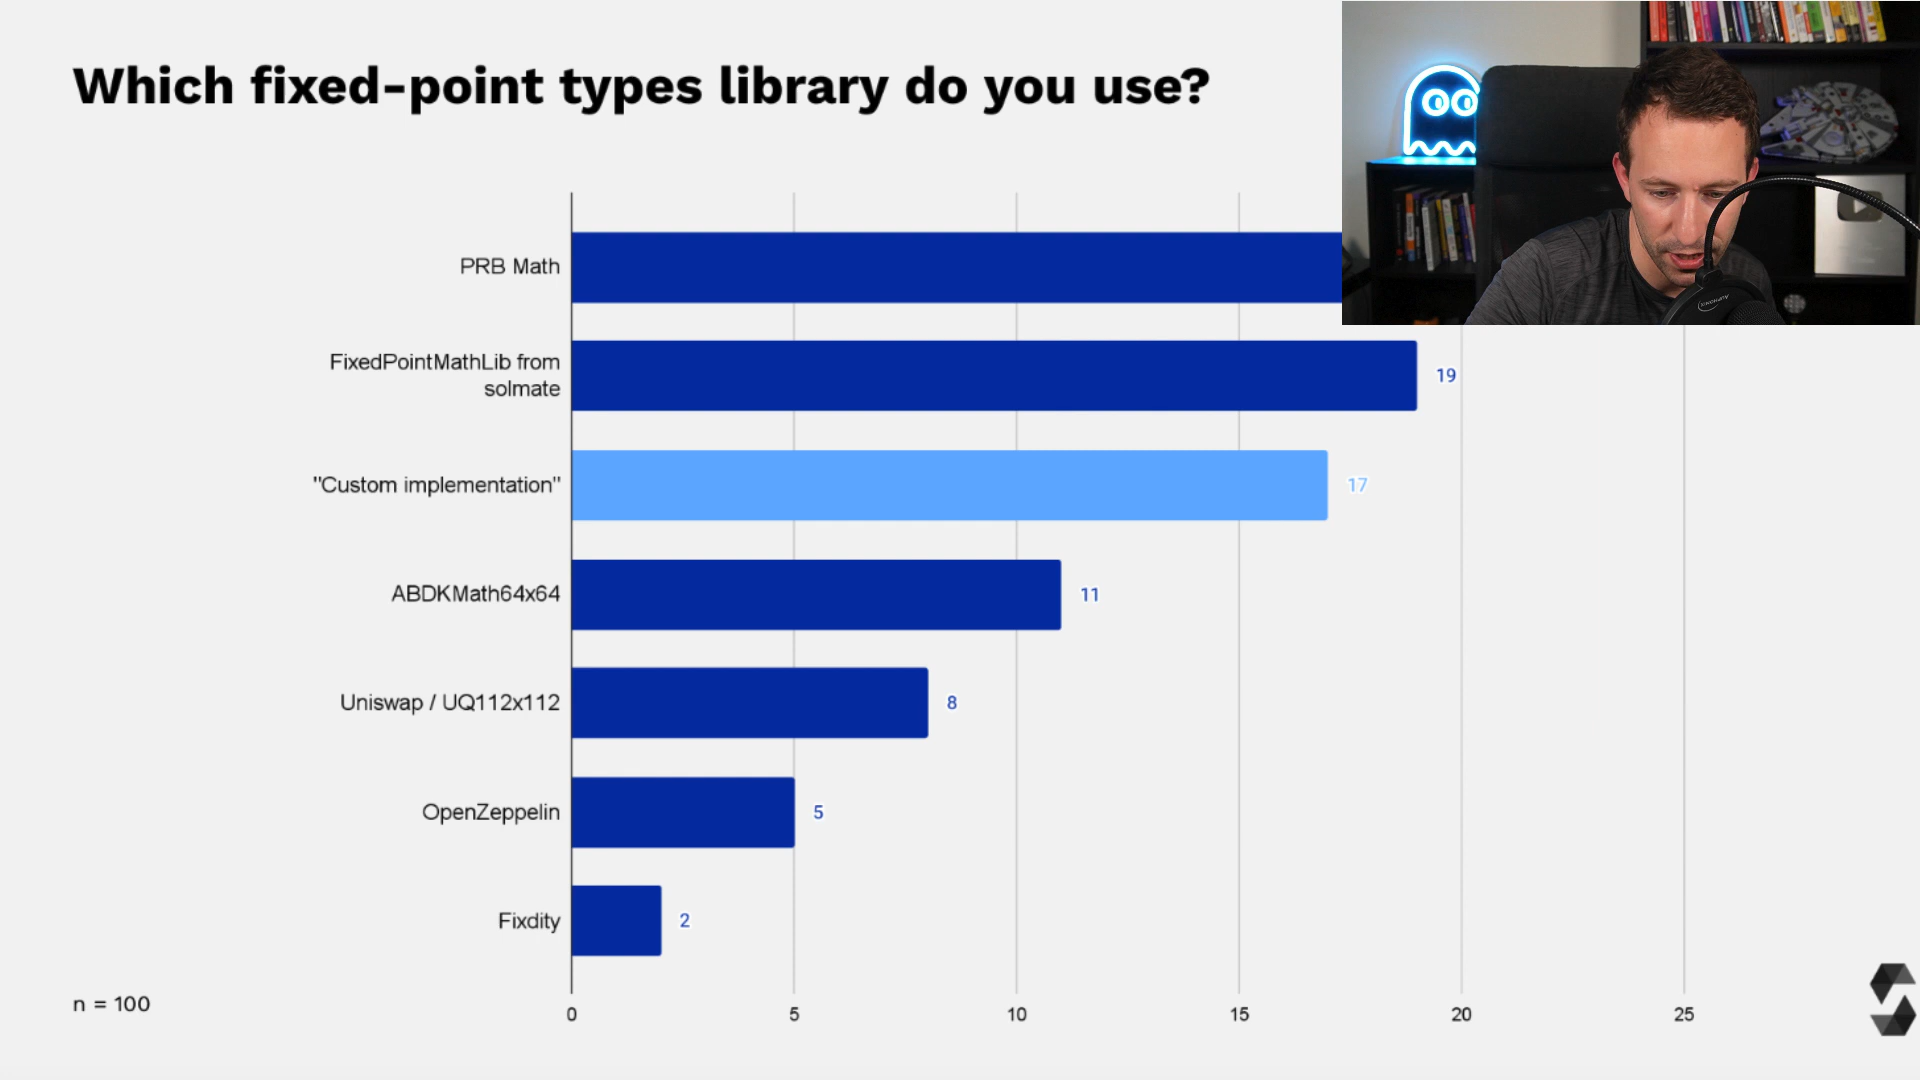 Which fixed-point types library do you use?
PRB Math
FixedPointMathLib from
solmate
19
"Custom implementation"
17
ABDKMath64x64
11
Uniswap / UQ112x112
8
OpenZeppelin
5
Fixdity
2
n = 100
0
5
10
15
20
25